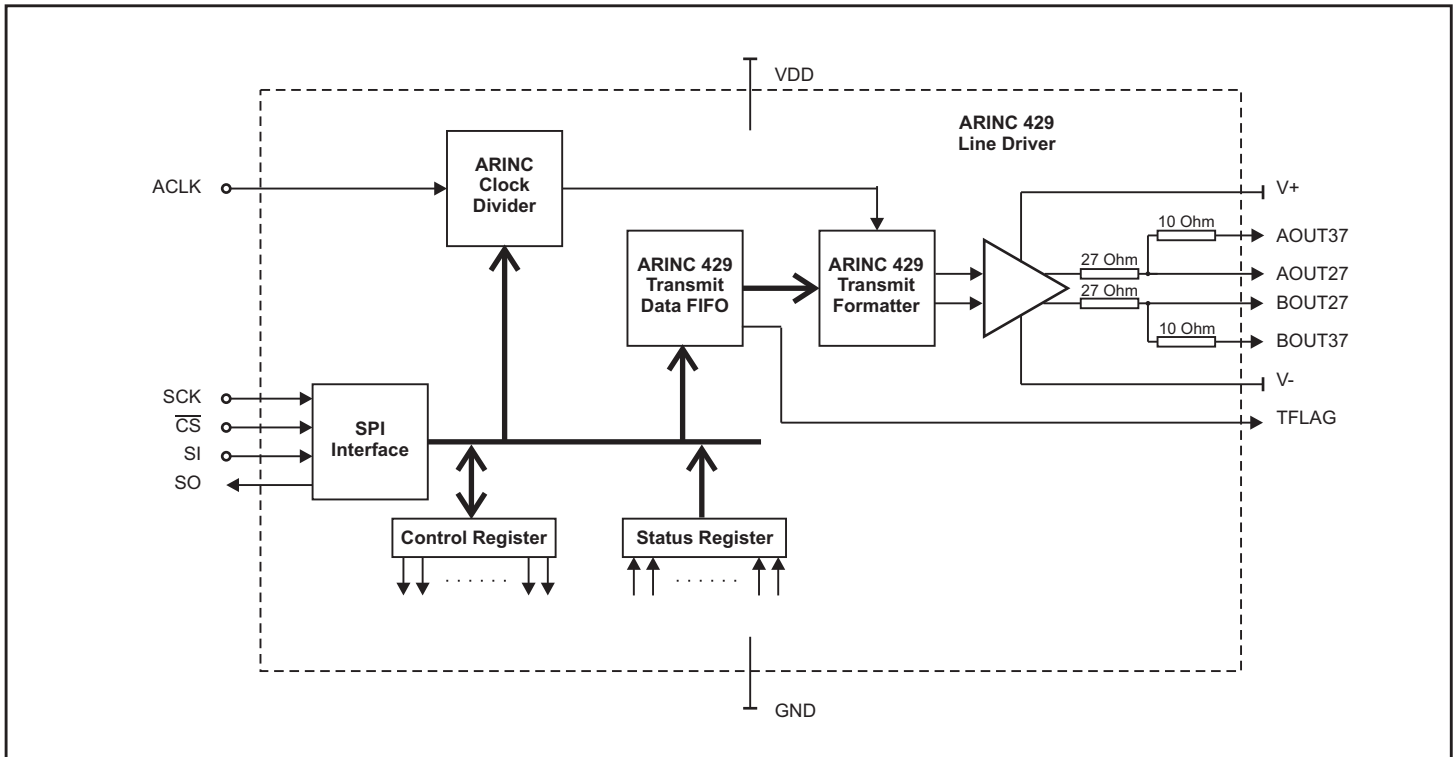 VDD
ARINC 429
Line Driver
ARINC
Clock
Divider
ACLK
V+
10 Ohm
AOUT37
ARINC 429
Transmit
Data FIFO
ARINC 429
Transmit
Formatter
27 Ohm
AOUT27
27 Ohm
BOUT27
10 Ohm
BOUT37
V-
TFLAG
SCK
CS
SI
SO
SPI
Interface
Control Register
Status Register
. . . . . .
. . . . . .
GND